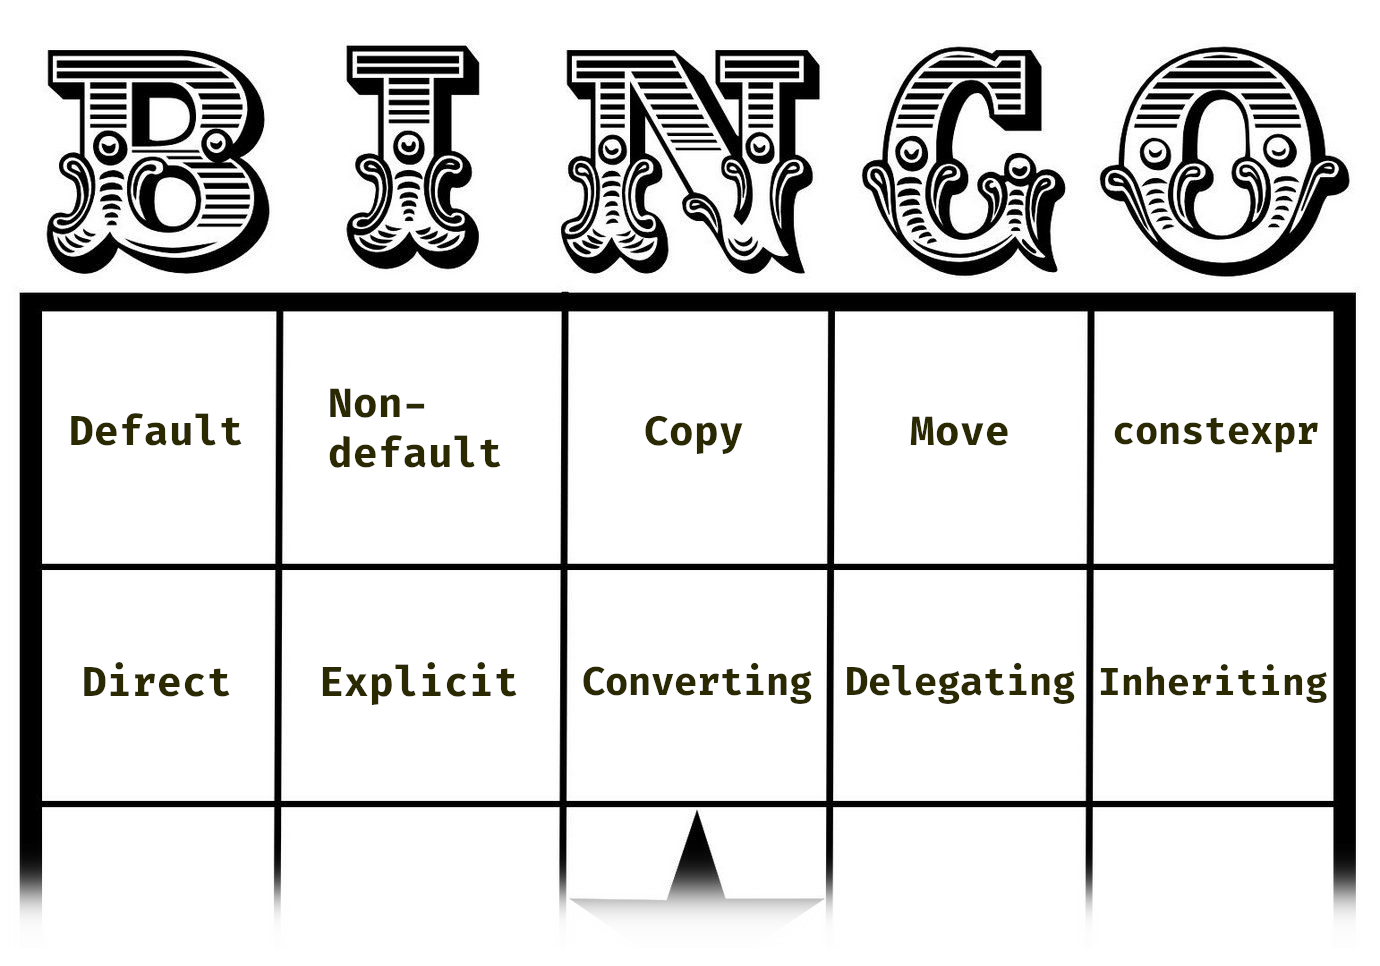 BINGO
Default
Non-
default
Copy
Move
constexpr
Direct
Explicit
Converting
Delegating
Inheriting